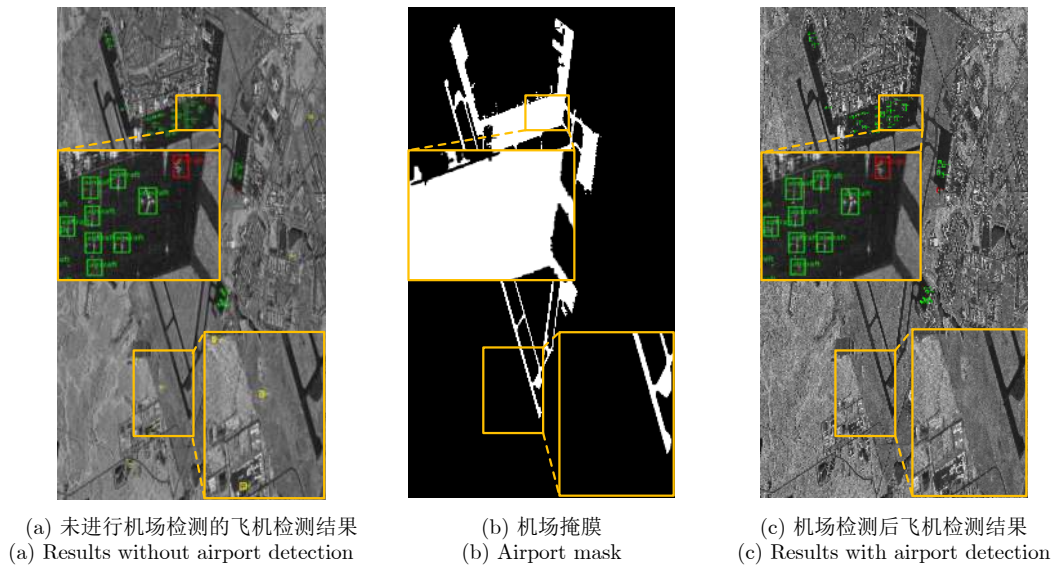 (a) 未进行机场检测的飞机检测结果
(a) Results without airport detection
(b) 机场掩膜
(b) Airport mask
(c) 机场检测后飞机检测结果
(c) Results with airport detection